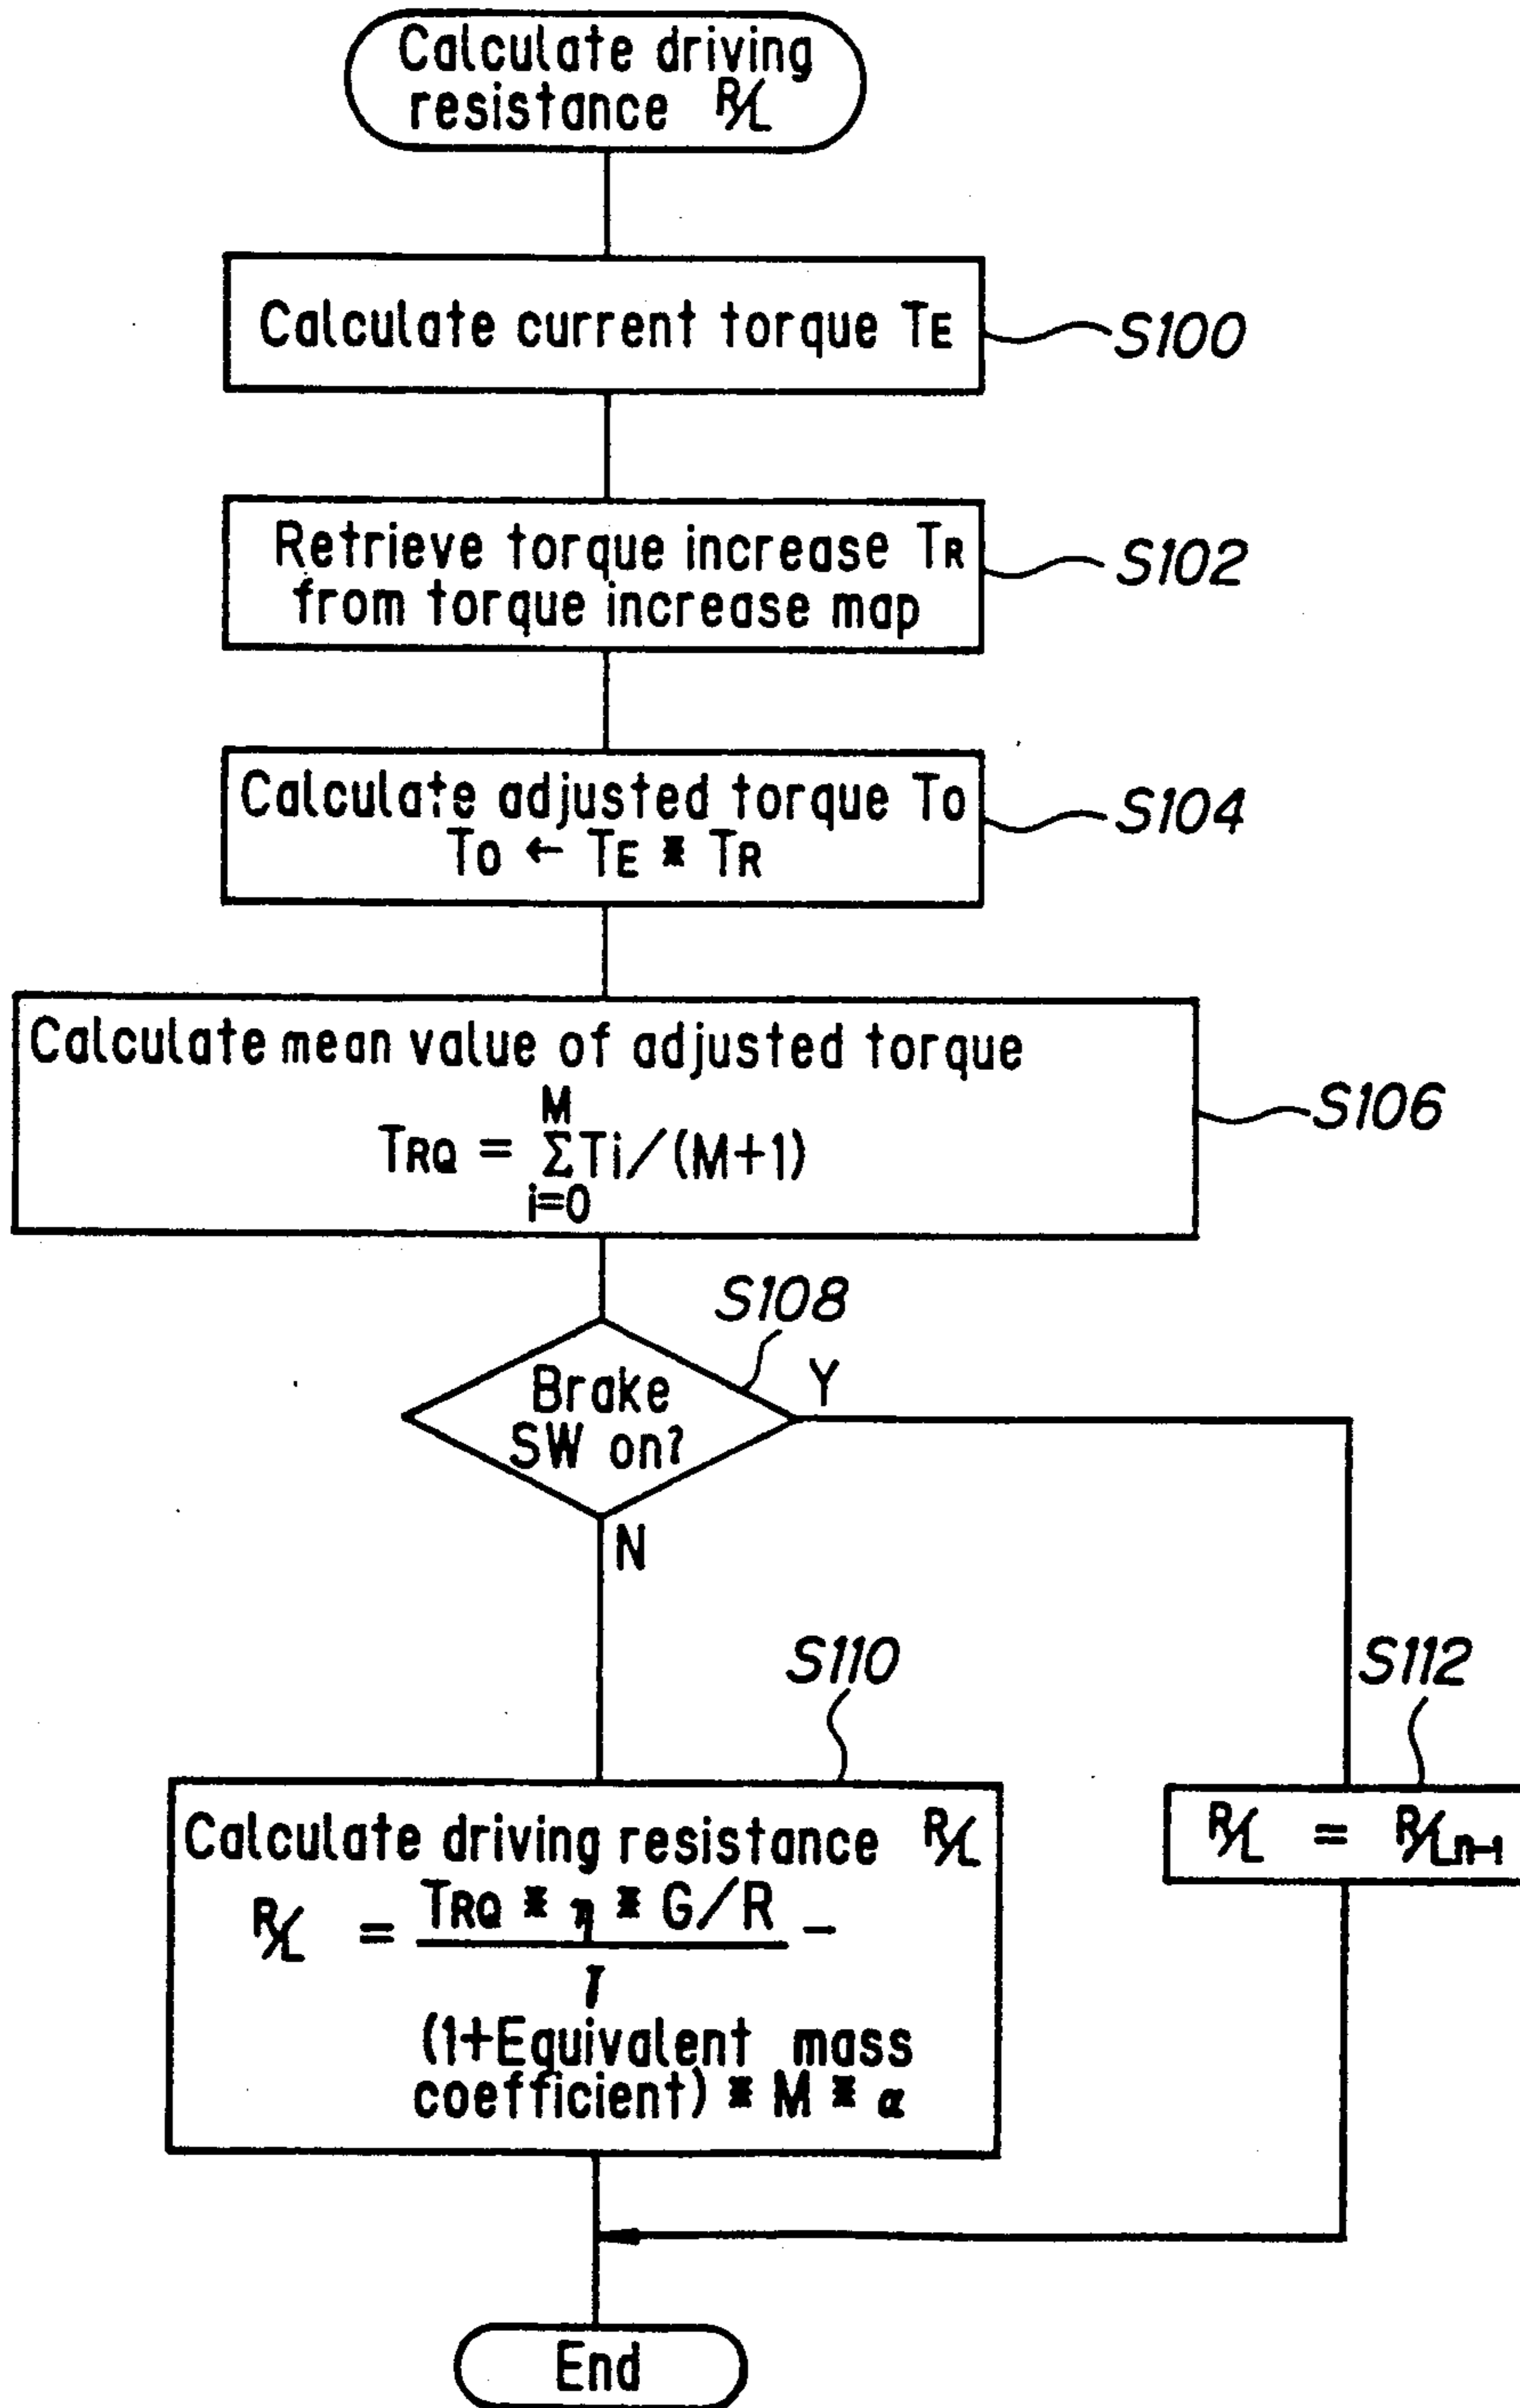 Calculate driving
resistance R/L
Calculate current torque TE
S100
Retrieve torque increase TR
from torque increase map
S102
Calculate adjusted torque TO
TO ← TE * TR
S104
Calculate mean value of adjusted torque
M
TRQ = ΣTi/(M+1)
i=0
S106
S108
Brake
SW on?
Y
N
S110
Calculate driving resistance R/L
R/L = TRQ * η * G/R –
γ
(1+Equivalent mass
coefficient) * M * α
S112
R/L = R/Ln-1
End